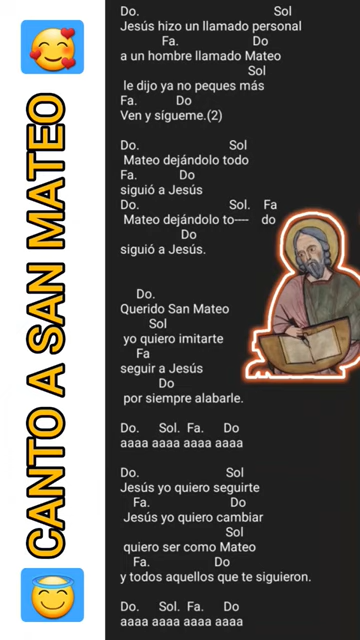 CANTO A SAN MATEO
Do. Sol
Jesús hizo un llamado personal
Fa. Do
a un hombre llamado Mateo
Sol
le dijo ya no peques más
Fa. Do
Ven y sígueme.(2)
Do. Sol
Mateo dejándolo todo
Fa. Do
siguió a Jesús
Do. Sol. Fa
Mateo dejándolo to---- do
Do
siguió a Jesús.
Do.
Querido San Mateo
Sol
yo quiero imitarte
Fa
seguir a Jesús
Do
por siempre alabarle.
Do. Sol. Fa. Do
aaaa aaaa aaaa aaaa
Do. Sol
Jesús yo quiero seguirte
Fa. Do
Jesús yo quiero cambiar
Sol
quiero ser como Mateo
Fa. Do
y todos aquellos que te siguieron.
Do. Sol. Fa. Do
aaaa aaaa aaaa aaaa